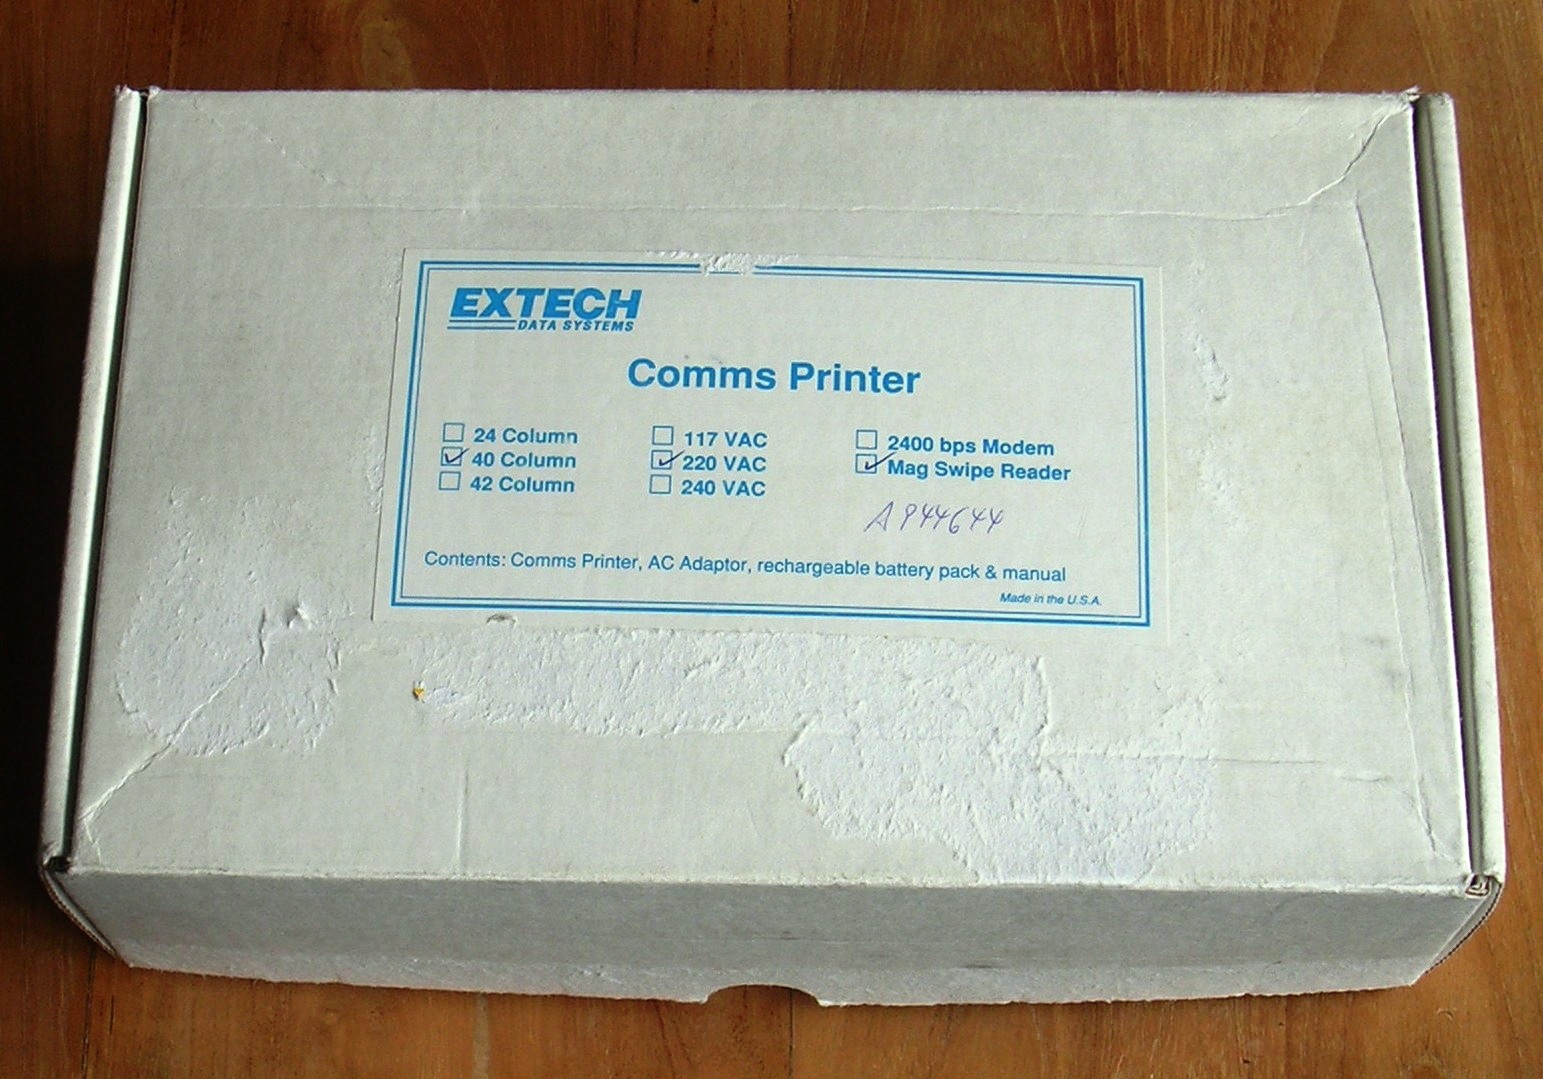 EXTECH
DATA SYSTEMS
Comms Printer
24 Column 117 VAC 2400 bps Modem
40 Column 220 VAC Mag Swipe Reader
42 Column 240 VAC
A944644
Contents: Comms Printer, AC Adaptor, rechargeable battery pack & manual
Made in the U.S.A.